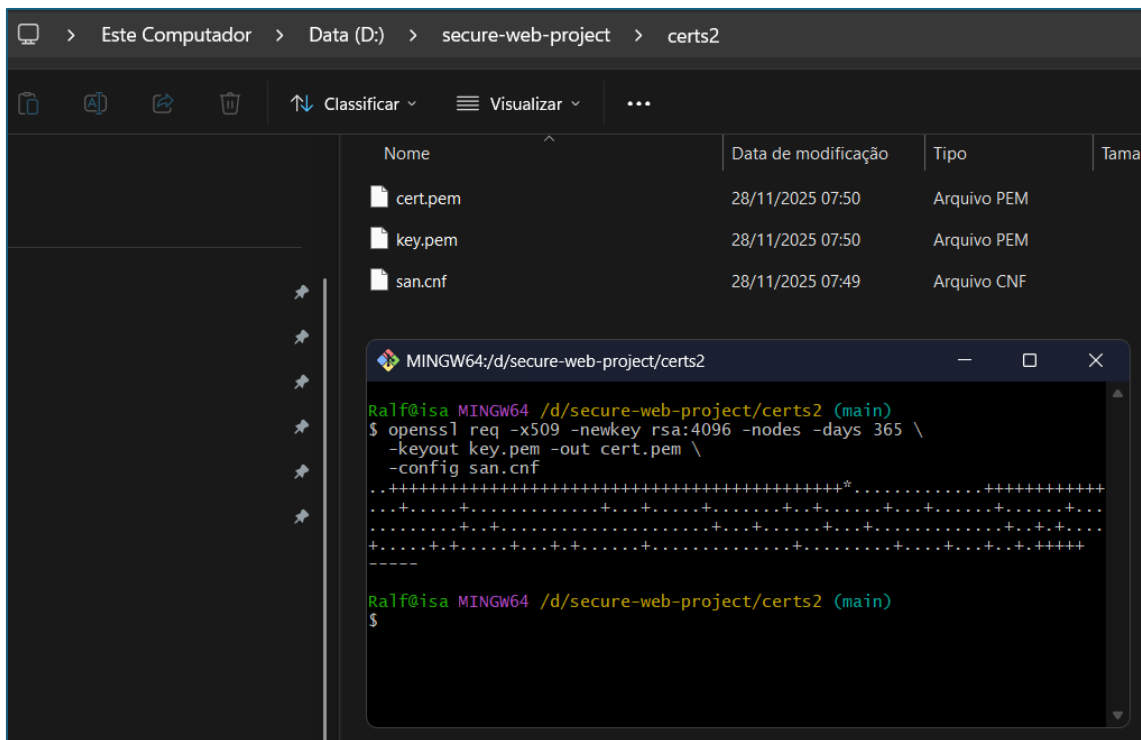 Este Computador > Data (D:) > secure-web-project > certs2
Classificar Visualizar
Nome Data de modificação Tipo Tama
cert.pem 28/11/2025 07:50 Arquivo PEM
key.pem 28/11/2025 07:50 Arquivo PEM
san.cnf 28/11/2025 07:49 Arquivo CNF
MINGW64:/d/secure-web-project/certs2
Ralf@isa MINGW64 /d/secure-web-project/certs2 (main)
$ openssl req -x509 -newkey rsa:4096 -nodes -days 365 \
-keyout key.pem -out cert.pem \
-config san.cnf
..+++++++++++++++++++++++++++++++++++++++++++++*.............++++++++++++
...+.....+.............+...+.....+.......+..+......+...+......+......+...
.........+..+.....................+...+......+...+.............+..+.+....
+.....+.+.....+...+.+......+..............+.........+....+...+..+.+++++
-----
Ralf@isa MINGW64 /d/secure-web-project/certs2 (main)
$